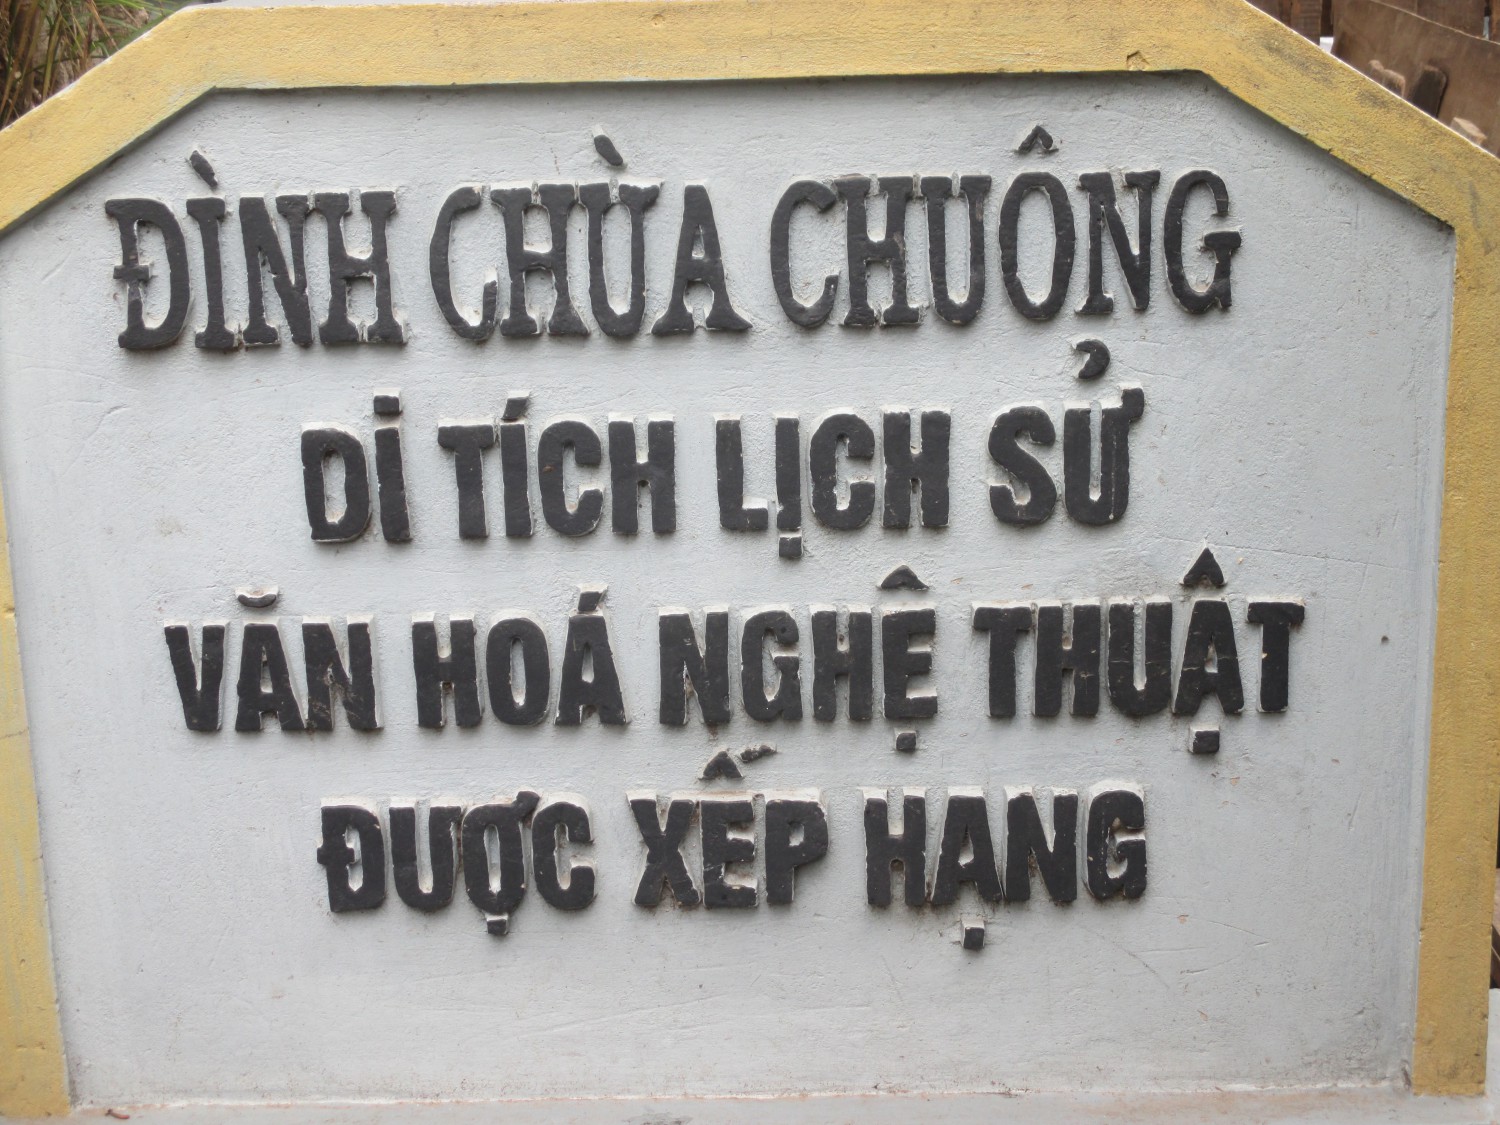 ĐÌNH CHÙA CHUÔNG
DI TÍCH LỊCH SỬ
VĂN HOÁ NGHỆ THUẬT
ĐƯỢC XẾP HẠNG